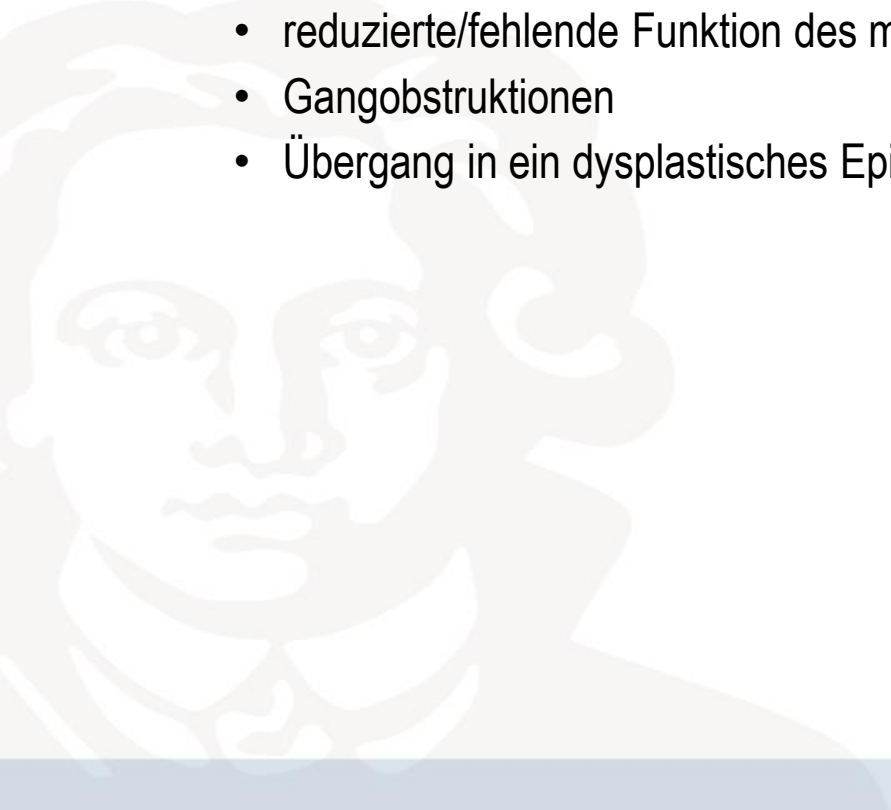 • reduzierte/fehlende Funktion des
• Gangobstruktionen
• Übergang in ein dysplastisches